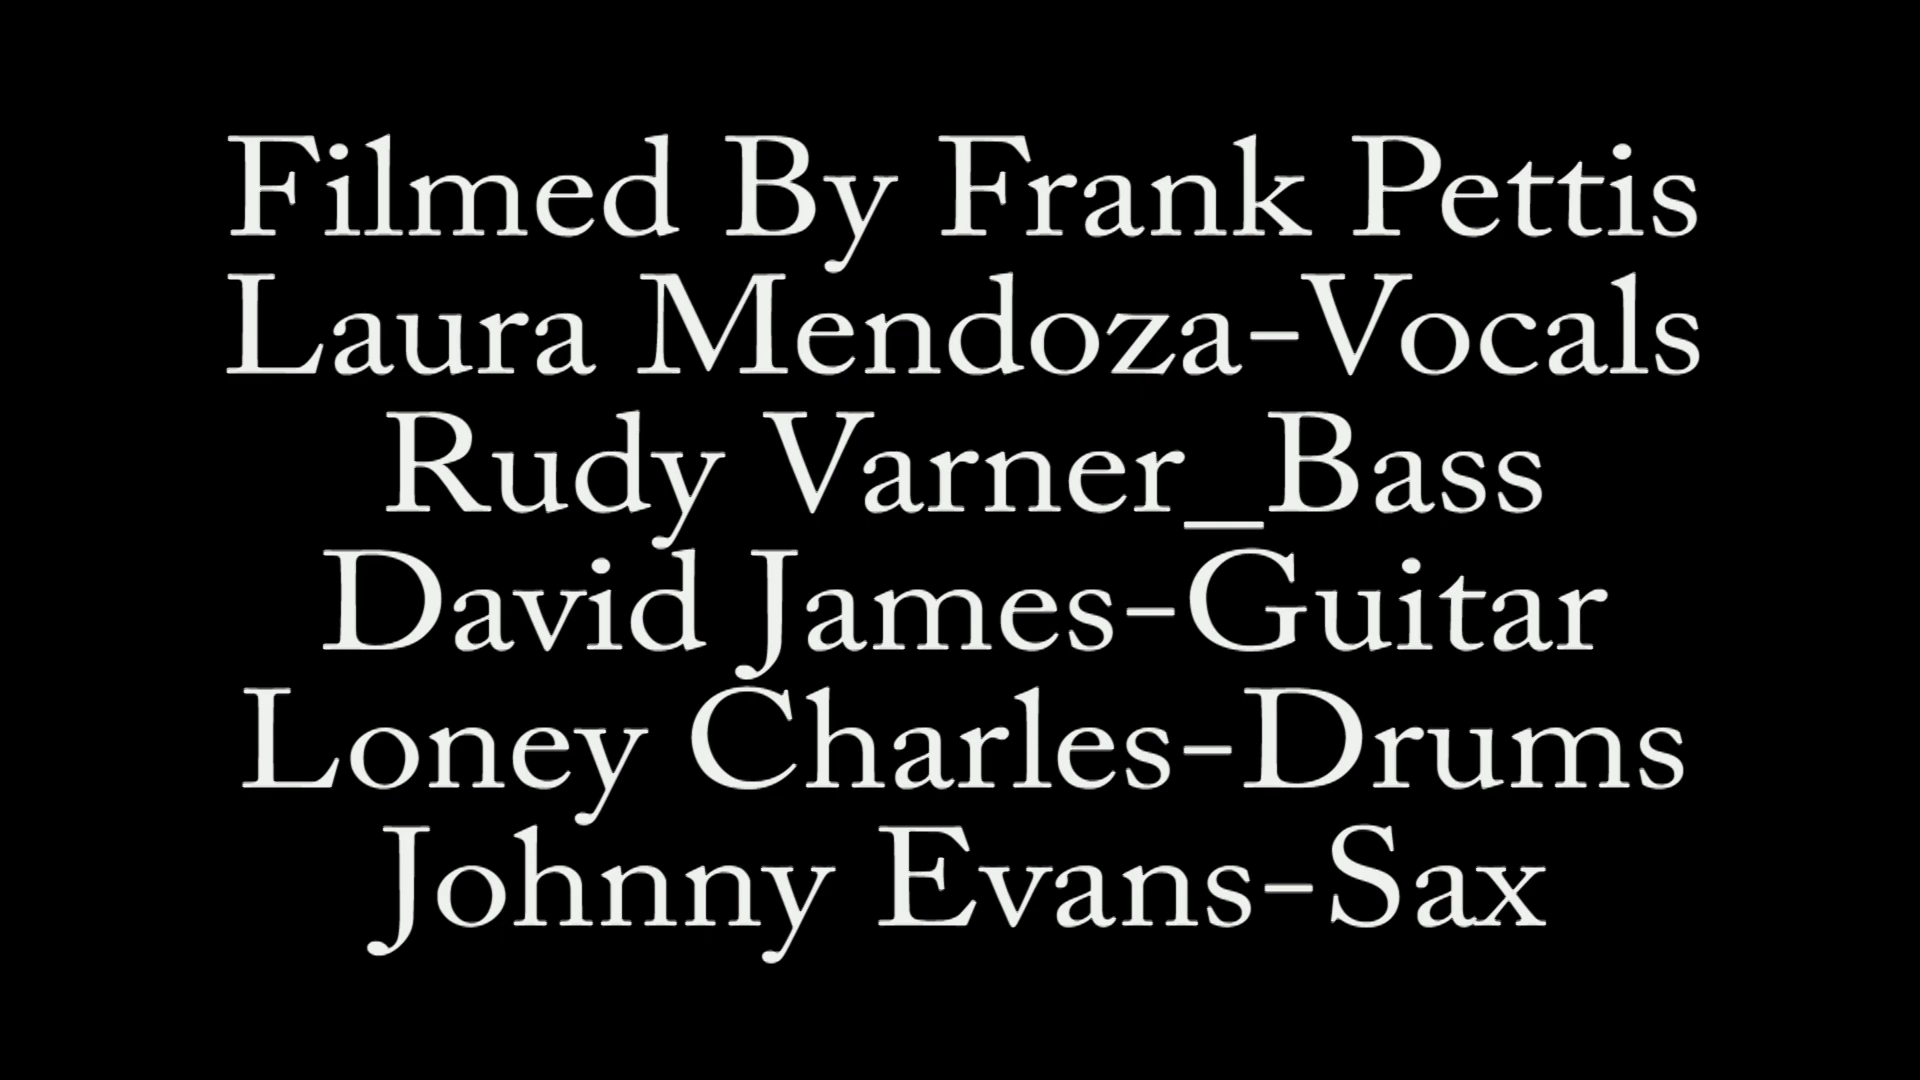 Filmed By Frank Pettis
Laura Mendoza-Vocals
Rudy Varner_Bass
David James-Guitar
Loney Charles-Drums
Johnny Evans-Sax